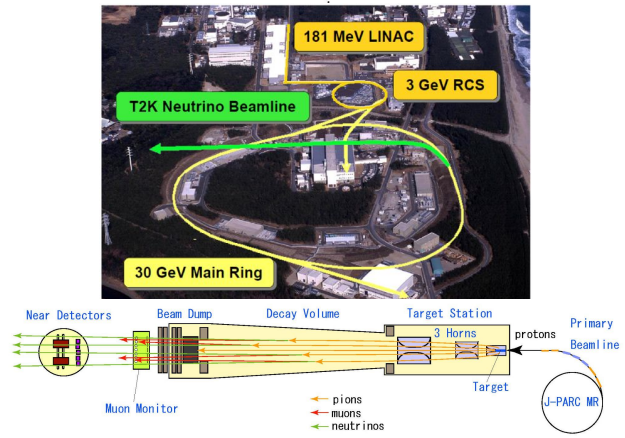 181 MeV LINAC
3 GeV RCS
T2K Neutrino Beamline
30 GeV Main Ring
Near Detectors
Beam Dump
Decay Volume
Target Station
3 Horns
protons
Primary
Beamline
Target
Muon Monitor
J-PARC MR
pions
muons
neutrinos